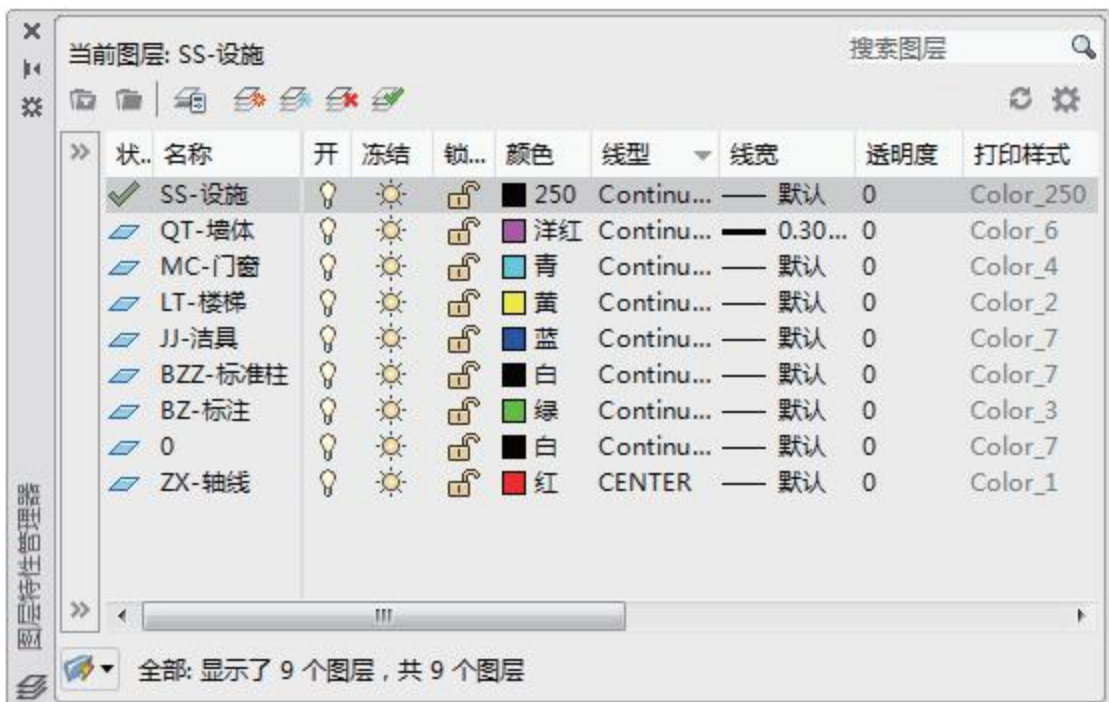 当前图层: SS-设施
搜索图层
状.. 名称 开 冻结 锁... 颜色 线型 线宽 透明度 打印样式
SS-设施 250 Continu... 默认 0 Color_250
QT-墙体 洋红 Continu... 0.30... 0 Color_6
MC-门窗 青 Continu... 默认 0 Color_4
LT-楼梯 黄 Continu... 默认 0 Color_2
JJ-洁具 蓝 Continu... 默认 0 Color_7
BZZ-标准柱 白 Continu... 默认 0 Color_7
BZ-标注 绿 Continu... 默认 0 Color_3
0 白 Continu... 默认 0 Color_7
ZX-轴线 红 CENTER 默认 0 Color_1
图层特性管理器
全部: 显示了 9 个图层 , 共 9 个图层